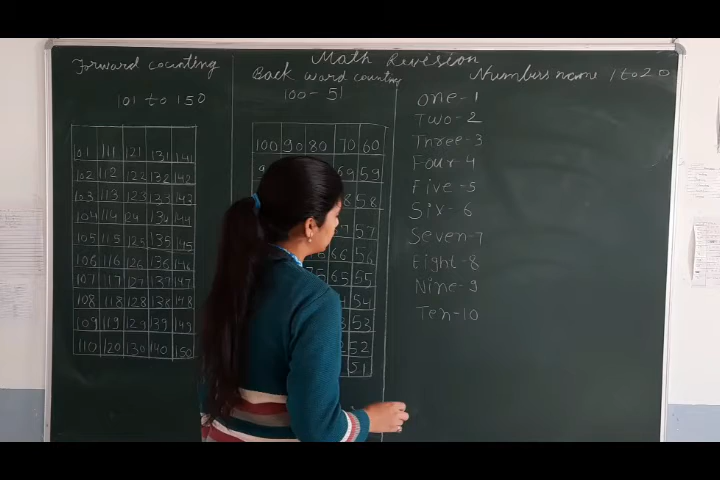 Math Revision
Forward counting
101 to 150
101 111 121 131 141
102 112 122 132 142
103 113 123 133 143
104 114 124 134 144
105 115 125 135 145
106 116 126 136 146
107 117 127 137 147
108 118 128 138 148
109 119 129 139 149
110 120 130 140 150
Back ward counting
100 - 51
100 90 80 70 60
69 59
58
57
66 56
75 65 55
54
53
52
51
Numbers name 1 to 20
One - 1
Two - 2
Three - 3
Four - 4
Five - 5
Six - 6
Seven - 7
Eight - 8
Nine - 9
Ten - 10